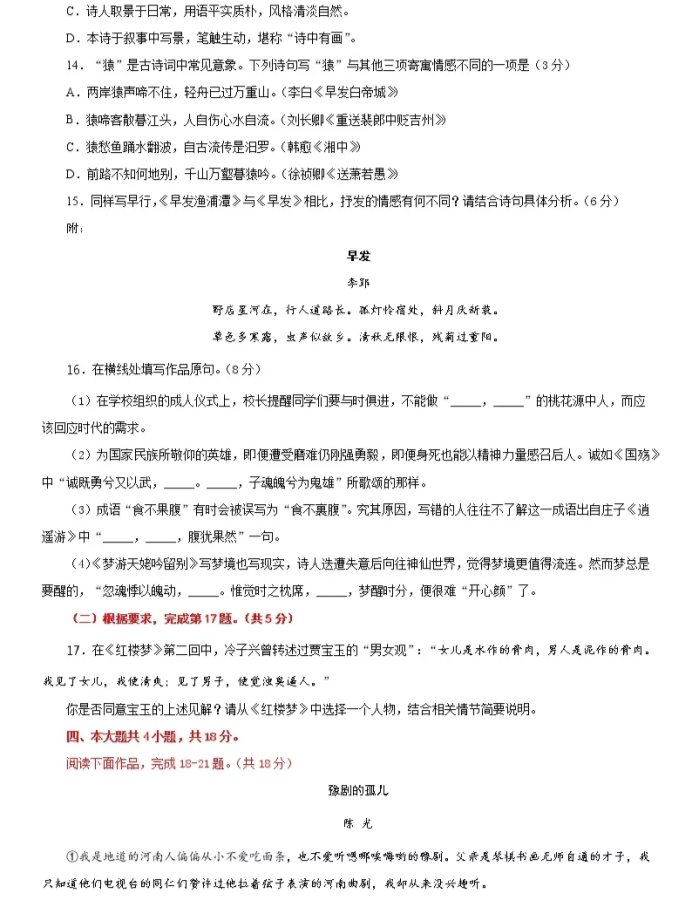 C．诗人取景于日常，用语平实质朴，风格清淡自然。
D．本诗于叙事中写景，笔触生动，堪称“诗中有画”。
14．“猿”是古诗词中常见意象。下列诗句写“猿”与其他三项寄寓情感不同的一项是（3分）
A．两岸猿声啼不住，轻舟已过万重山。（李白《早发白帝城》）
B．猿啼客散暮江头，人自伤心水自流。（刘长卿《重送裴郎中贬吉州》）
C．猿愁鱼踊水翻波，自古流传是汨罗。（韩愈《湘中》）
D．前路不知何地别，千山万壑暮猿吟。（徐祯卿《送萧若愚》）
15．同样写早行，《早发渔浦潭》与《早发》相比，抒发的情感有何不同？请结合诗句具体分析。（6分）
附：
早发
李郢
野店星河在，行人道路长。孤灯怜宿处，斜月厌新装。
草色多寒露，虫声似故乡。清秋无限恨，残菊过重阳。
16．在横线处填写作品原句。（8分）
（1）在学校组织的成人仪式上，校长提醒同学们要与时俱进，不能做“_____，_____”的桃花源中人，而应
该回应时代的需求。
（2）为国家民族所敬仰的英雄，即便遭受磨难仍刚强勇毅，即便身死也能以精神力量感召后人。诚如《国殇》
中“诚既勇兮又以武，_____。_____，子魂魄兮为鬼雄”所歌颂的那样。
（3）成语“食不果腹”有时会被误写为“食不裹腹”。究其原因，写错的人往往不了解这一成语出自庄子《逍
遥游》中“_____，_____，腹犹果然”一句。
（4）《梦游天姥吟留别》写梦境也写现实，诗人迭遭失意后向往神仙世界，觉得梦境更值得流连。然而梦总是
要醒的，“忽魂悸以魄动，_____。惟觉时之枕席，_____，梦醒时分，便很难“开心颜”了。
（二）根据要求，完成第17题。（共5分）
17．在《红楼梦》第二回中，冷子兴曾转述过贾宝玉的“男女观”：“女儿是水作的骨肉，男人是泥作的骨肉。
我见了女儿，我便清爽；见了男子，便觉浊臭逼人。”
你是否同意宝玉的上述见解？请从《红楼梦》中选择一个人物，结合相关情节简要说明。
四、本大题共4小题，共18分。
阅读下面作品，完成18-21题。（共18分）
豫剧的孤儿
陈 光
①我是地道的河南人偏偏从小不爱吃面条，也不爱听嗯哪唉嗨哟的豫剧。父亲是琴棋书画无师自通的才子，我
只知道他们电视台的同仁们赞许过他拉着弦子表演的河南曲剧，我却从来没兴趣听。